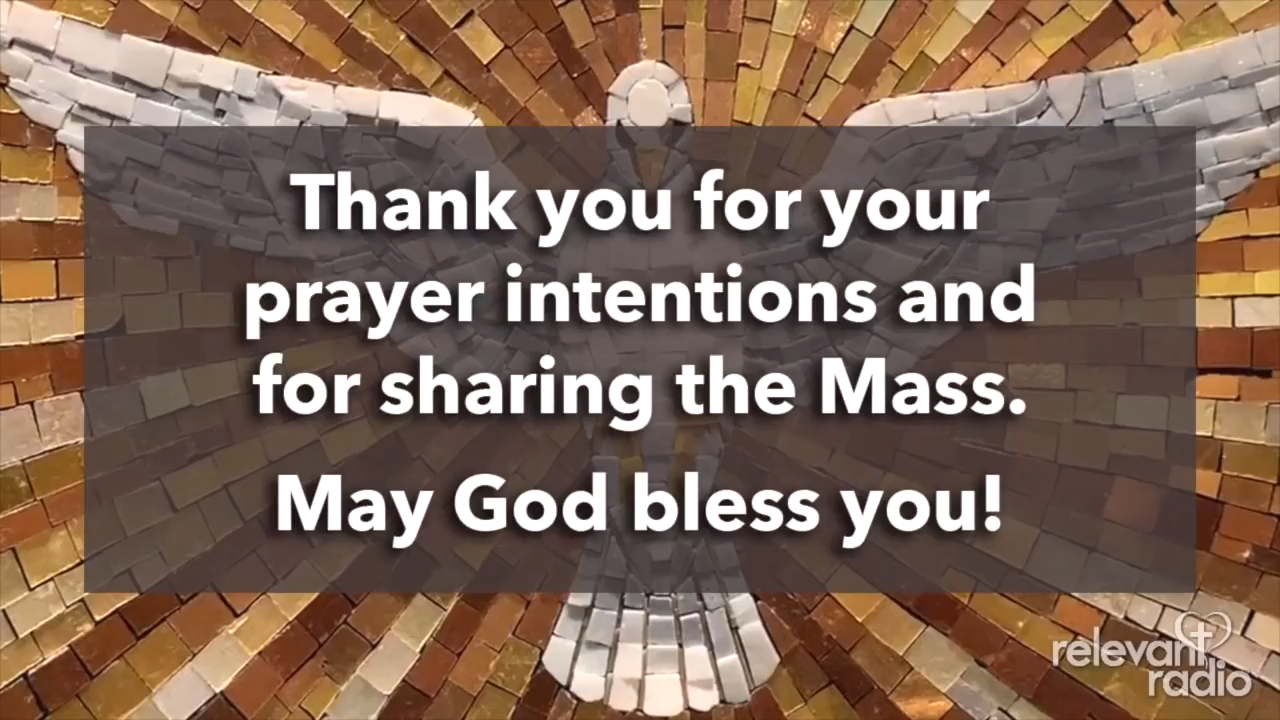 Thank you for your
prayer intentions and
for sharing the Mass.
May God bless you!
relevant
radio